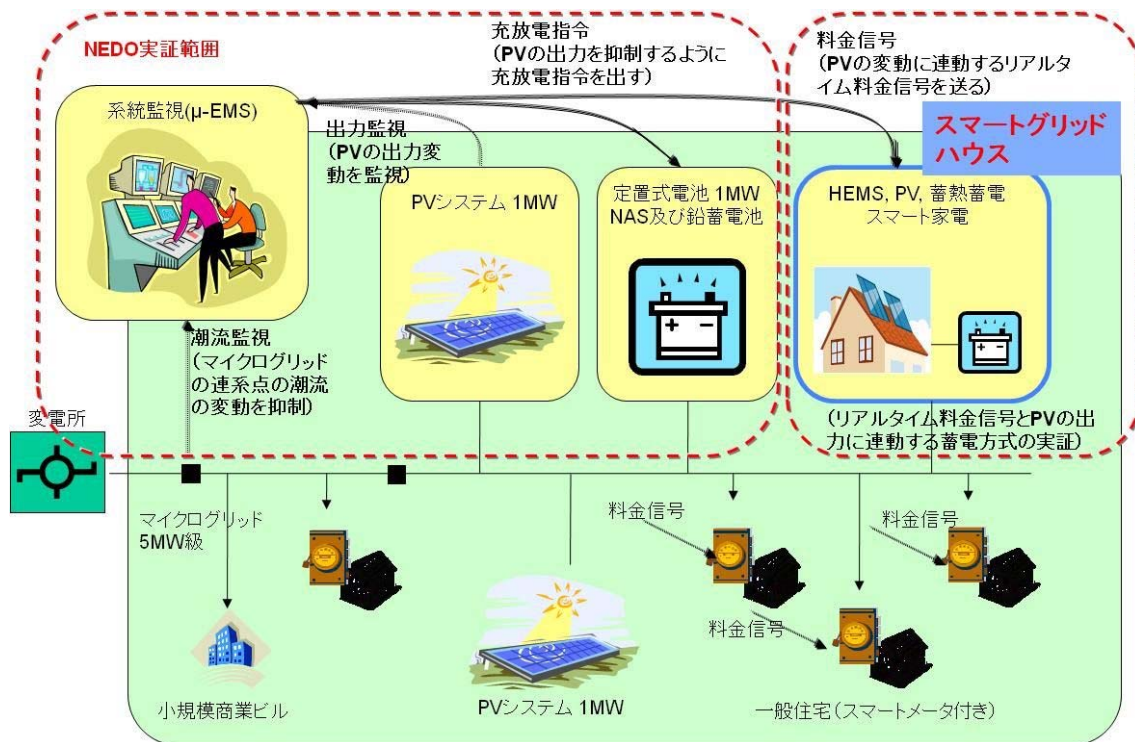 NEDO実証範囲
充放電指令
(PVの出力を抑制するように
充放電指令を出す)
料金信号
(PVの変動に連動するリアルタ
イム料金信号を送る)
系統監視(μ-EMS)
出力監視
(PVの出力変
動を監視)
スマートグリッド
ハウス
PVシステム 1MW
定置式電池 1MW
NAS及び鉛蓄電池
HEMS, PV, 蓄熱蓄電
スマート家電
潮流監視
(マイクログリッド
の連系点の潮流
の変動を抑制)
変電所
(リアルタイム料金信号とPVの出
力に連動する蓄電方式の実証)
マイクログリッド
5MW級
料金信号
料金信号
料金信号
小規模商業ビル
PVシステム 1MW
一般住宅(スマートメータ付き)